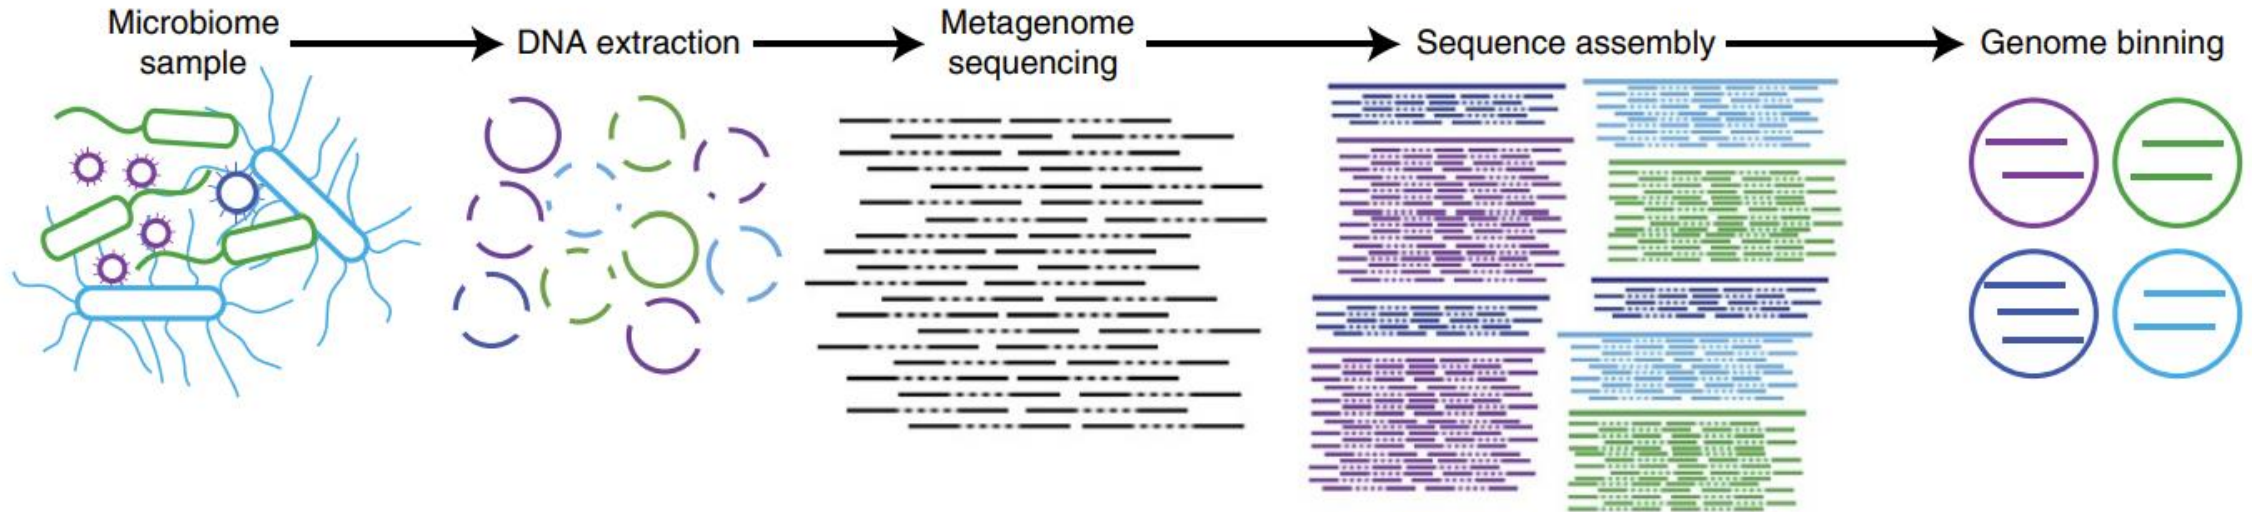 Microbiome
sample
DNA extraction
Metagenome
sequencing
Sequence assembly
Genome binning